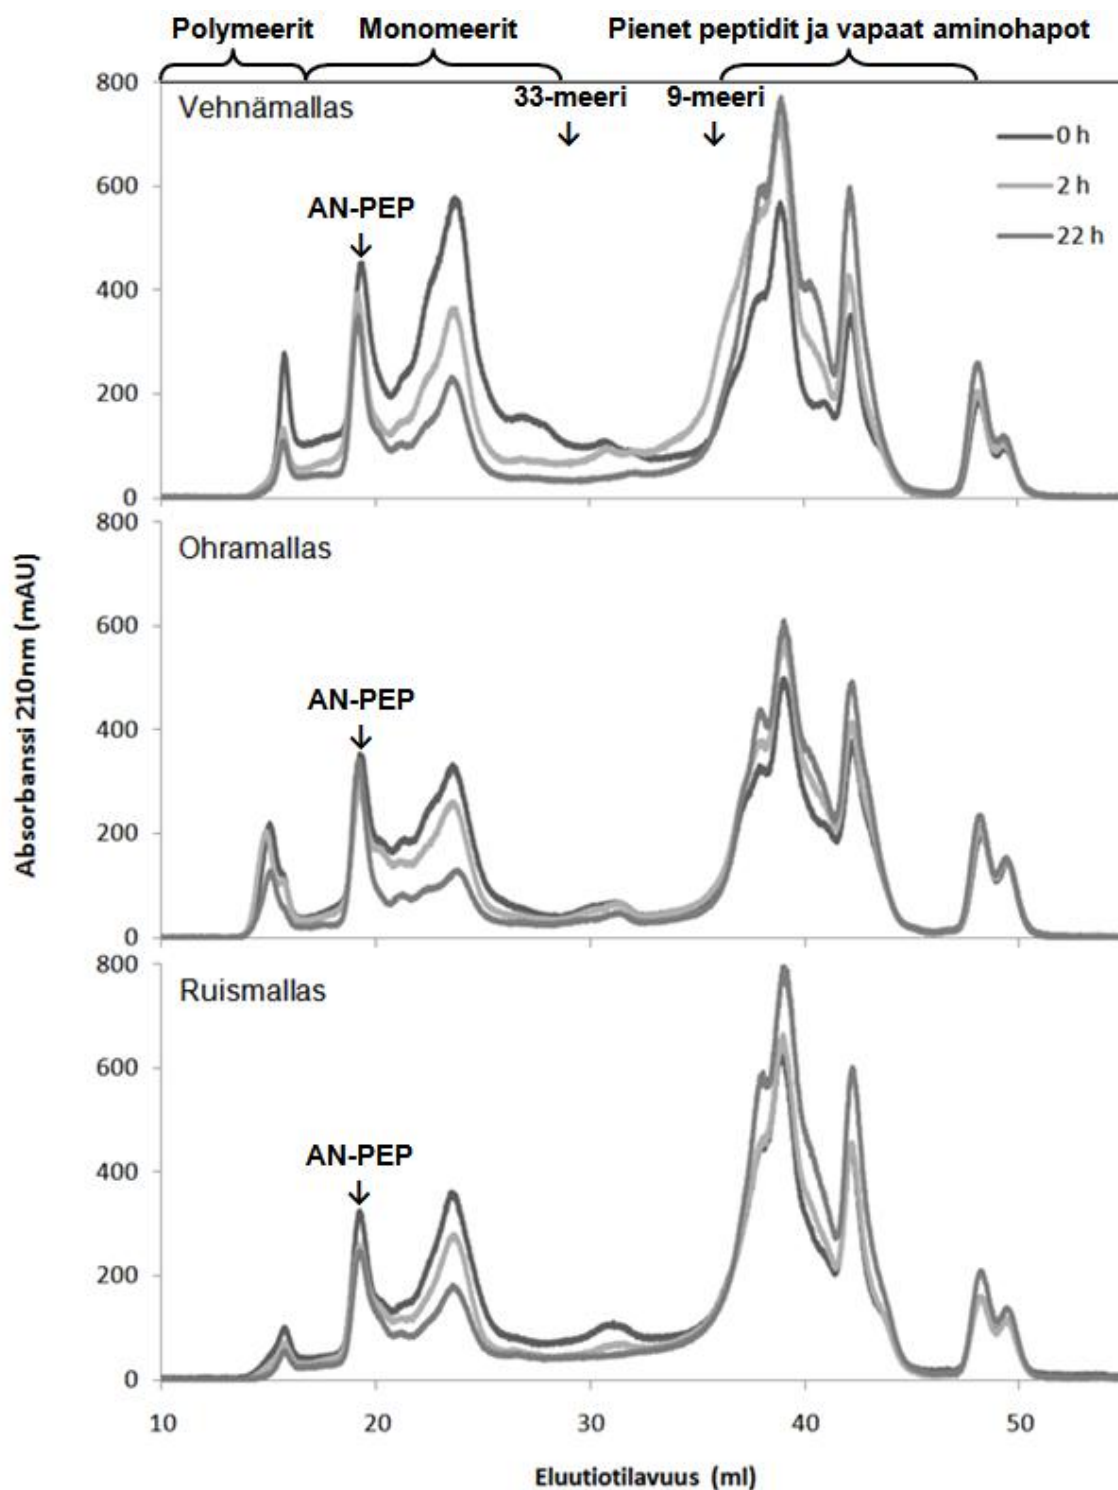 Polymeerit Monomeerit Pienet peptidit ja vapaat aminohapot
800
Vehnämallas
33-meeri 9-meeri
0 h
2 h
22 h
600
AN-PEP
400
200
0
800
Ohramallas
600
AN-PEP
400
200
0
800
Ruismallas
600
AN-PEP
400
200
0
10 20 30 40 50
Absorbanssi 210nm (mAU)
Eluutiotilavuus (ml)